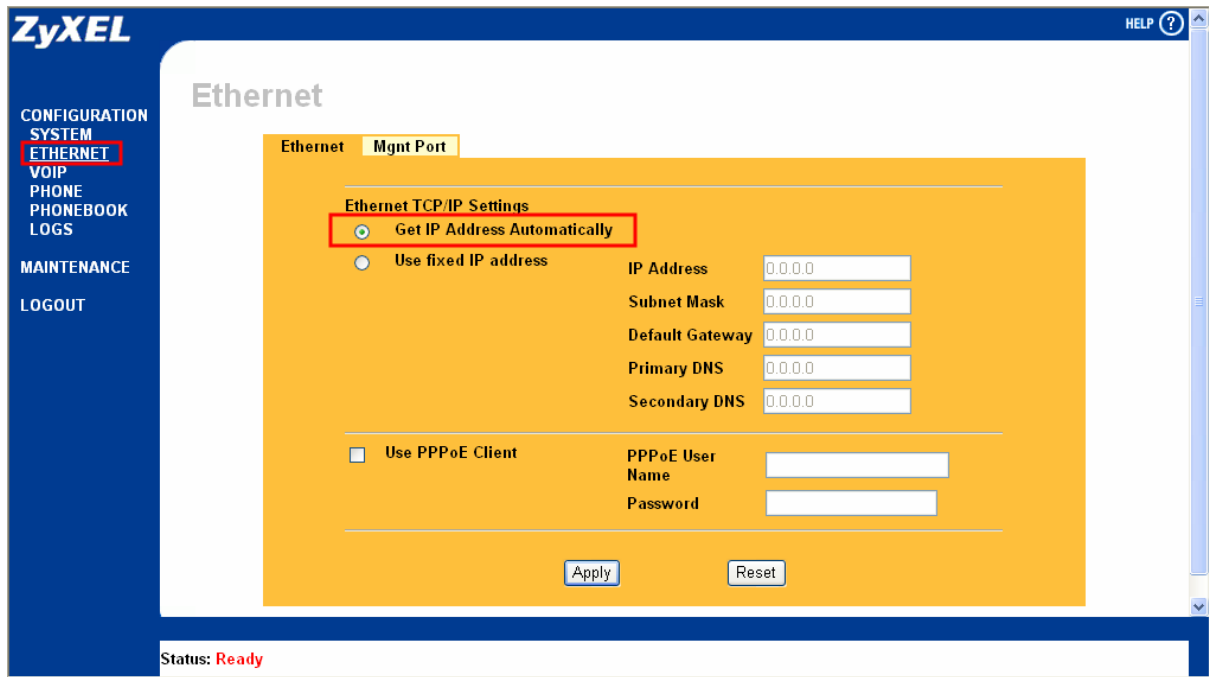 ZyXEL
HELP ?
CONFIGURATION
SYSTEM
ETHERNET
VOIP
PHONE
PHONEBOOK
LOGS
MAINTENANCE
LOGOUT
Ethernet
Ethernet Mgnt Port
Ethernet TCP/IP Settings
Get IP Address Automatically
Use fixed IP address
IP Address 0.0.0.0
Subnet Mask 0.0.0.0
Default Gateway 0.0.0.0
Primary DNS 0.0.0.0
Secondary DNS 0.0.0.0
Use PPPoE Client
PPPoE User
Name
Password
Apply Reset
Status: Ready